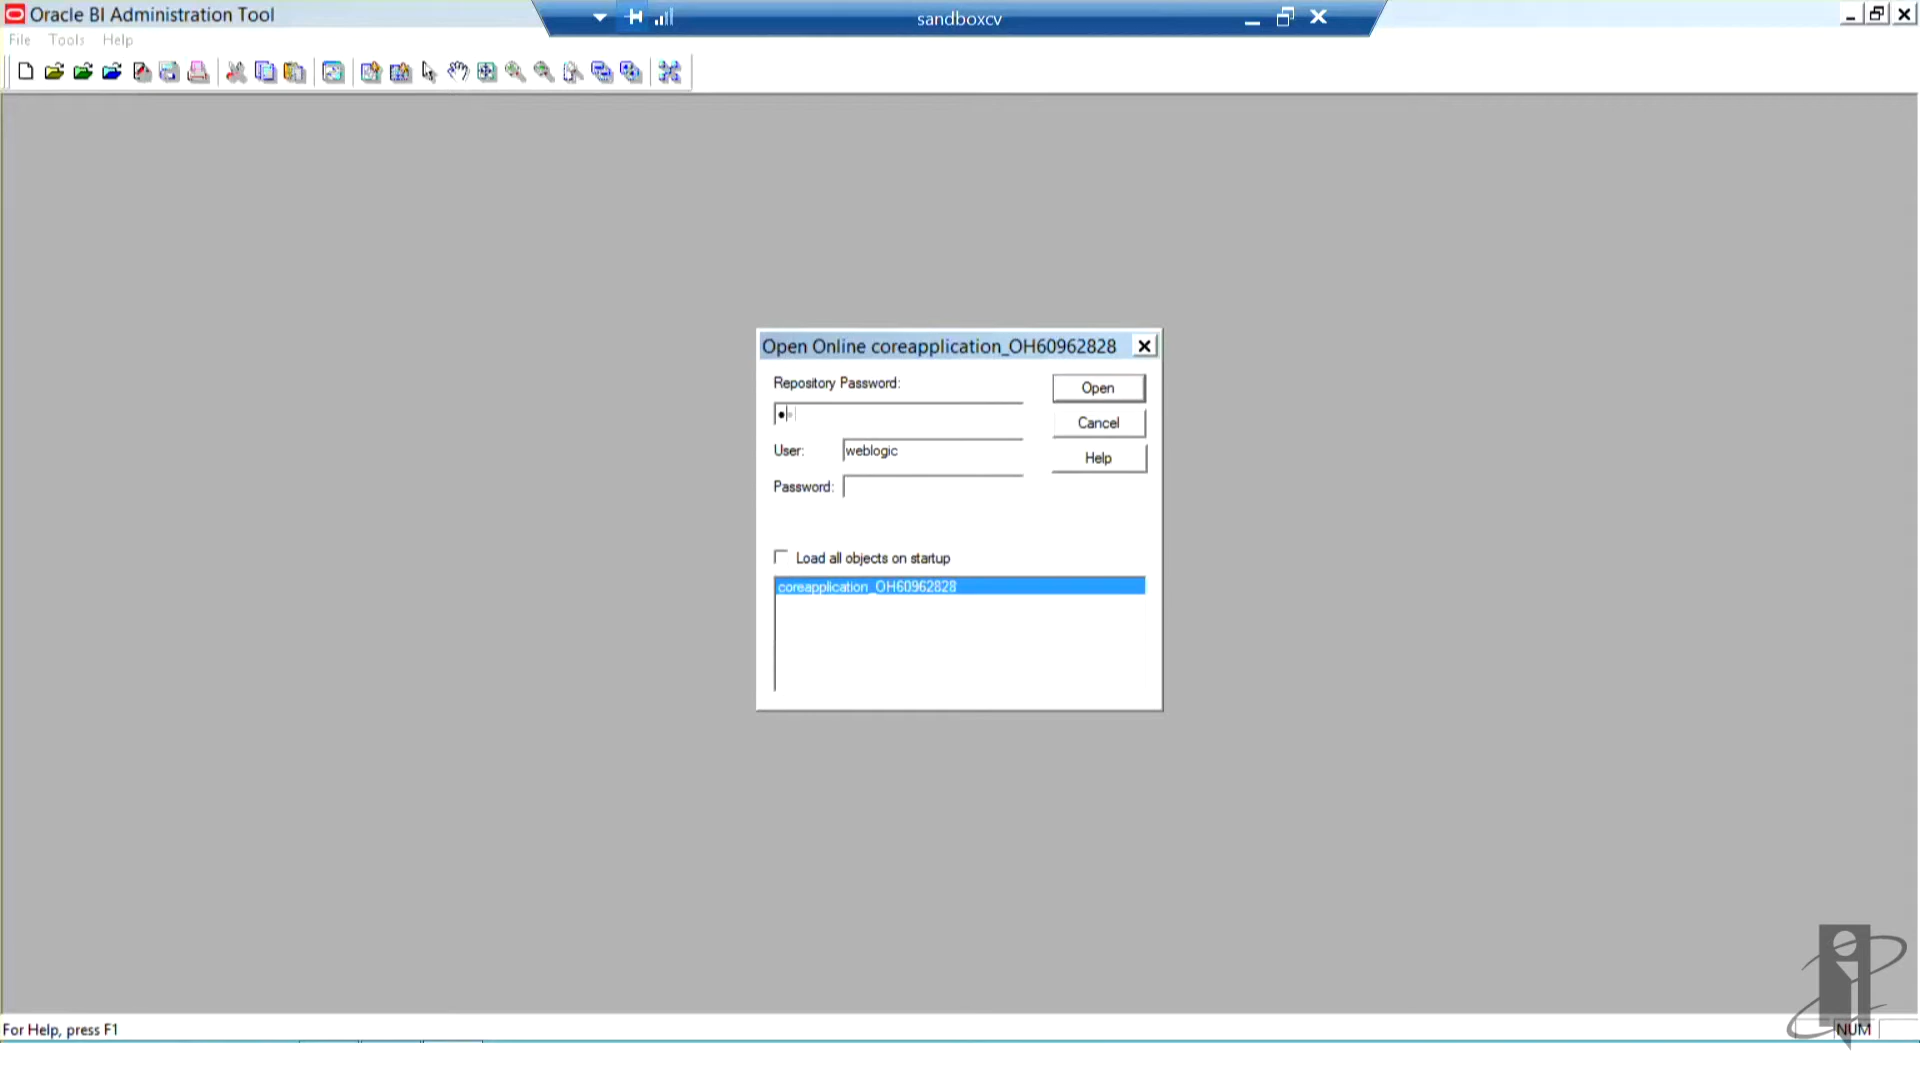 Oracle BI Administration Tool
sandboxcv
File Tools Help
Open Online coreapplication_OH60962828
Repository Password:
Open
Cancel
User: weblogic
Help
Password:
Load all objects on startup
coreapplication_OH60962828
For Help, press F1
NUM